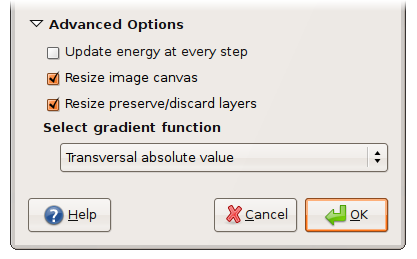 Advanced Options
Update energy at every step
Resize image canvas
Resize preserve/discard layers
Select gradient function
Transversal absolute value
Help
Cancel
OK